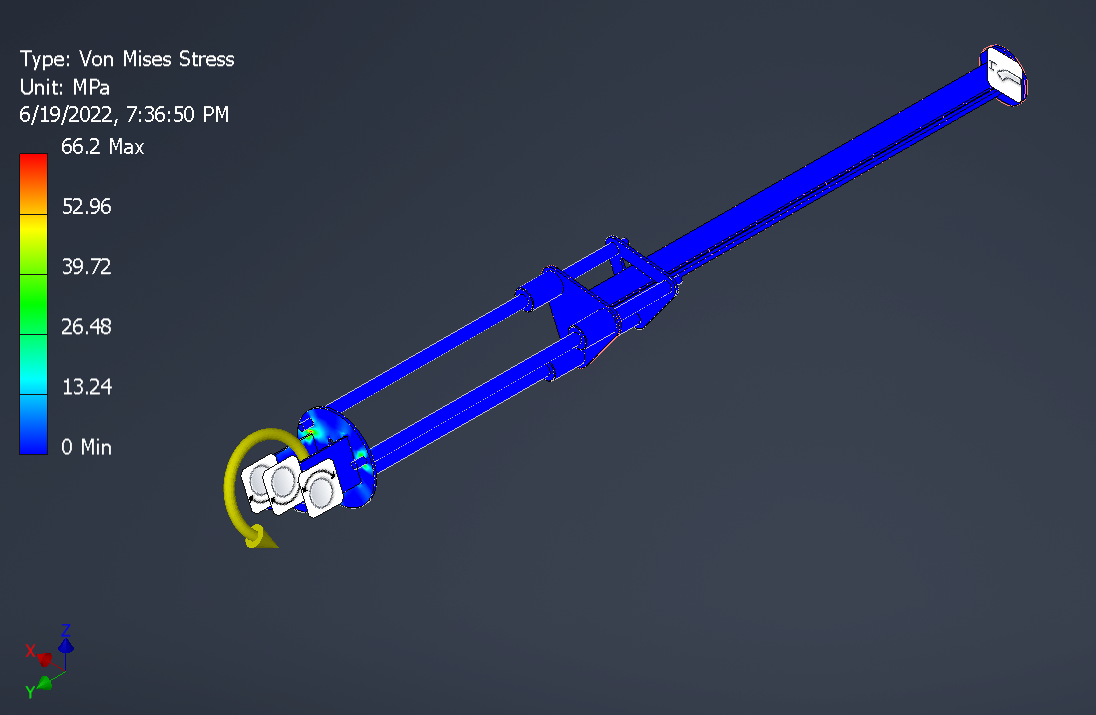 Type: Von Mises Stress
Unit: MPa
6/19/2022, 7:36:50 PM
66.2 Max
52.96
39.72
26.48
13.24
0 Min
Z
X
Y